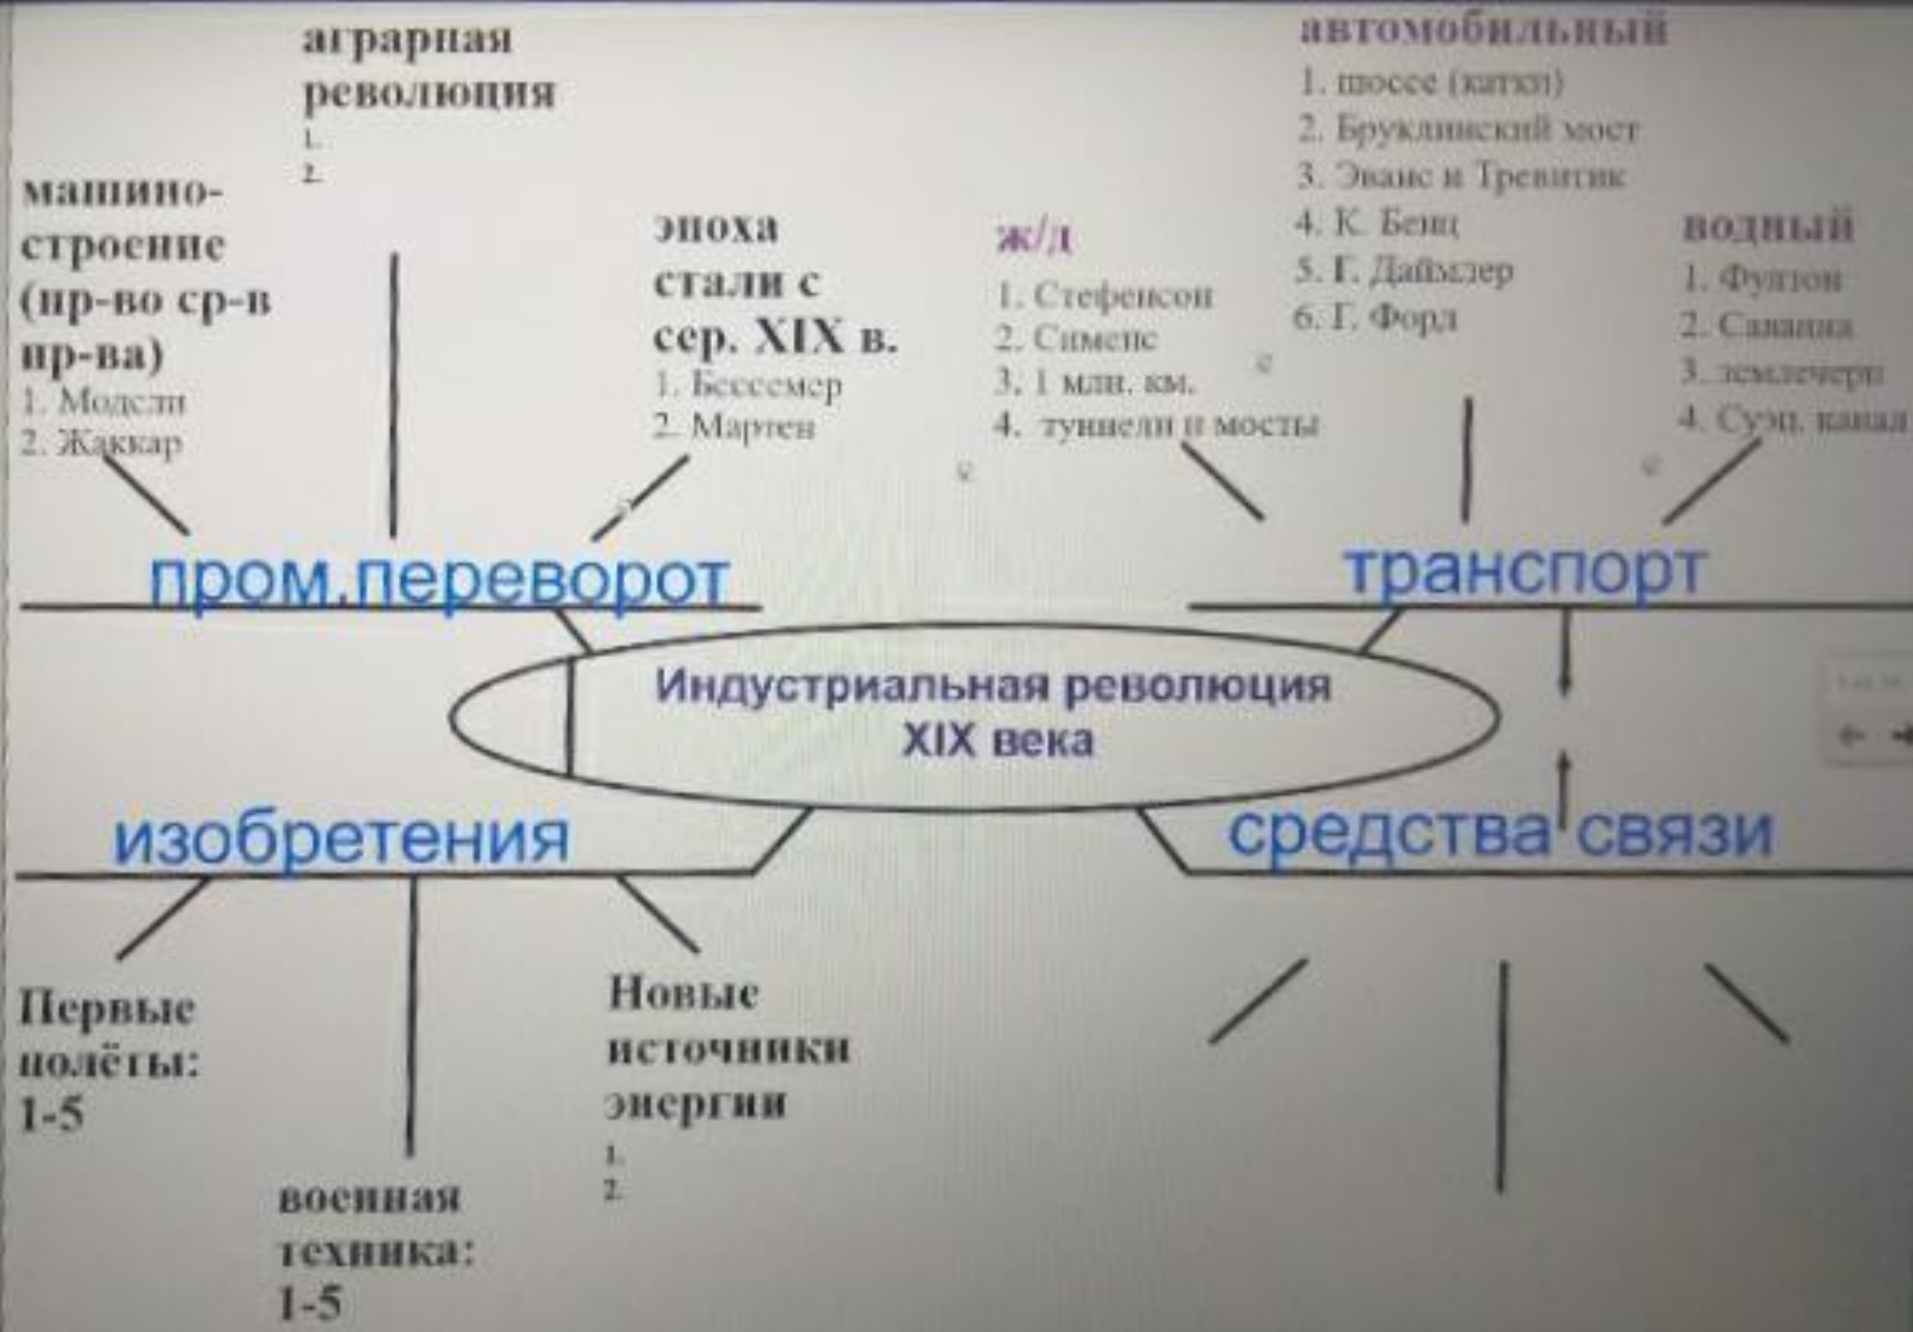 аграрная
революция
1.
2.
машино-
строение
(пр-во ср-в
пр-ва)
1. Модсли
2. Жаккар
эпоха
стали с
сер. XIX в.
1. Бессемер
2. Мартен
пром.переворот
ж/д
1. Стефенсон
2. Сименс
3. 1 млн. км.
4. туннели и мосты
автомобильный
1. шоссе (катки)
2. Бруклинский мост
3. Эванс и Тревитик
4. К. Бенц
5. Г. Даймлер
6. Г. Форд
водный
1. Фултон
2. Саванна
3. землечерп
4. Суэц. канал
транспорт
Индустриальная революция
XIX века
изобретения
Первые
полёты:
1-5
военная
техника:
1-5
Новые
источники
энергии
1.
2.
средства связи